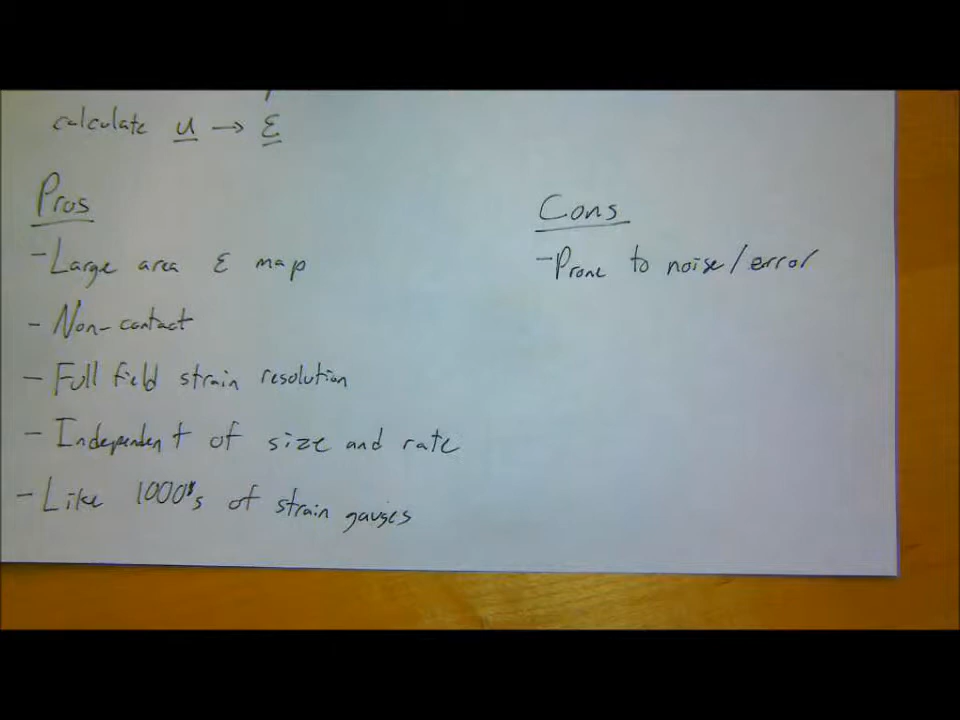 calculate u → ε
Pros
- Large area ε map
- Non-contact
- Full field strain resolution
- Independent of size and rate
- Like 1000's of strain gauges
Cons
- Prone to noise/error